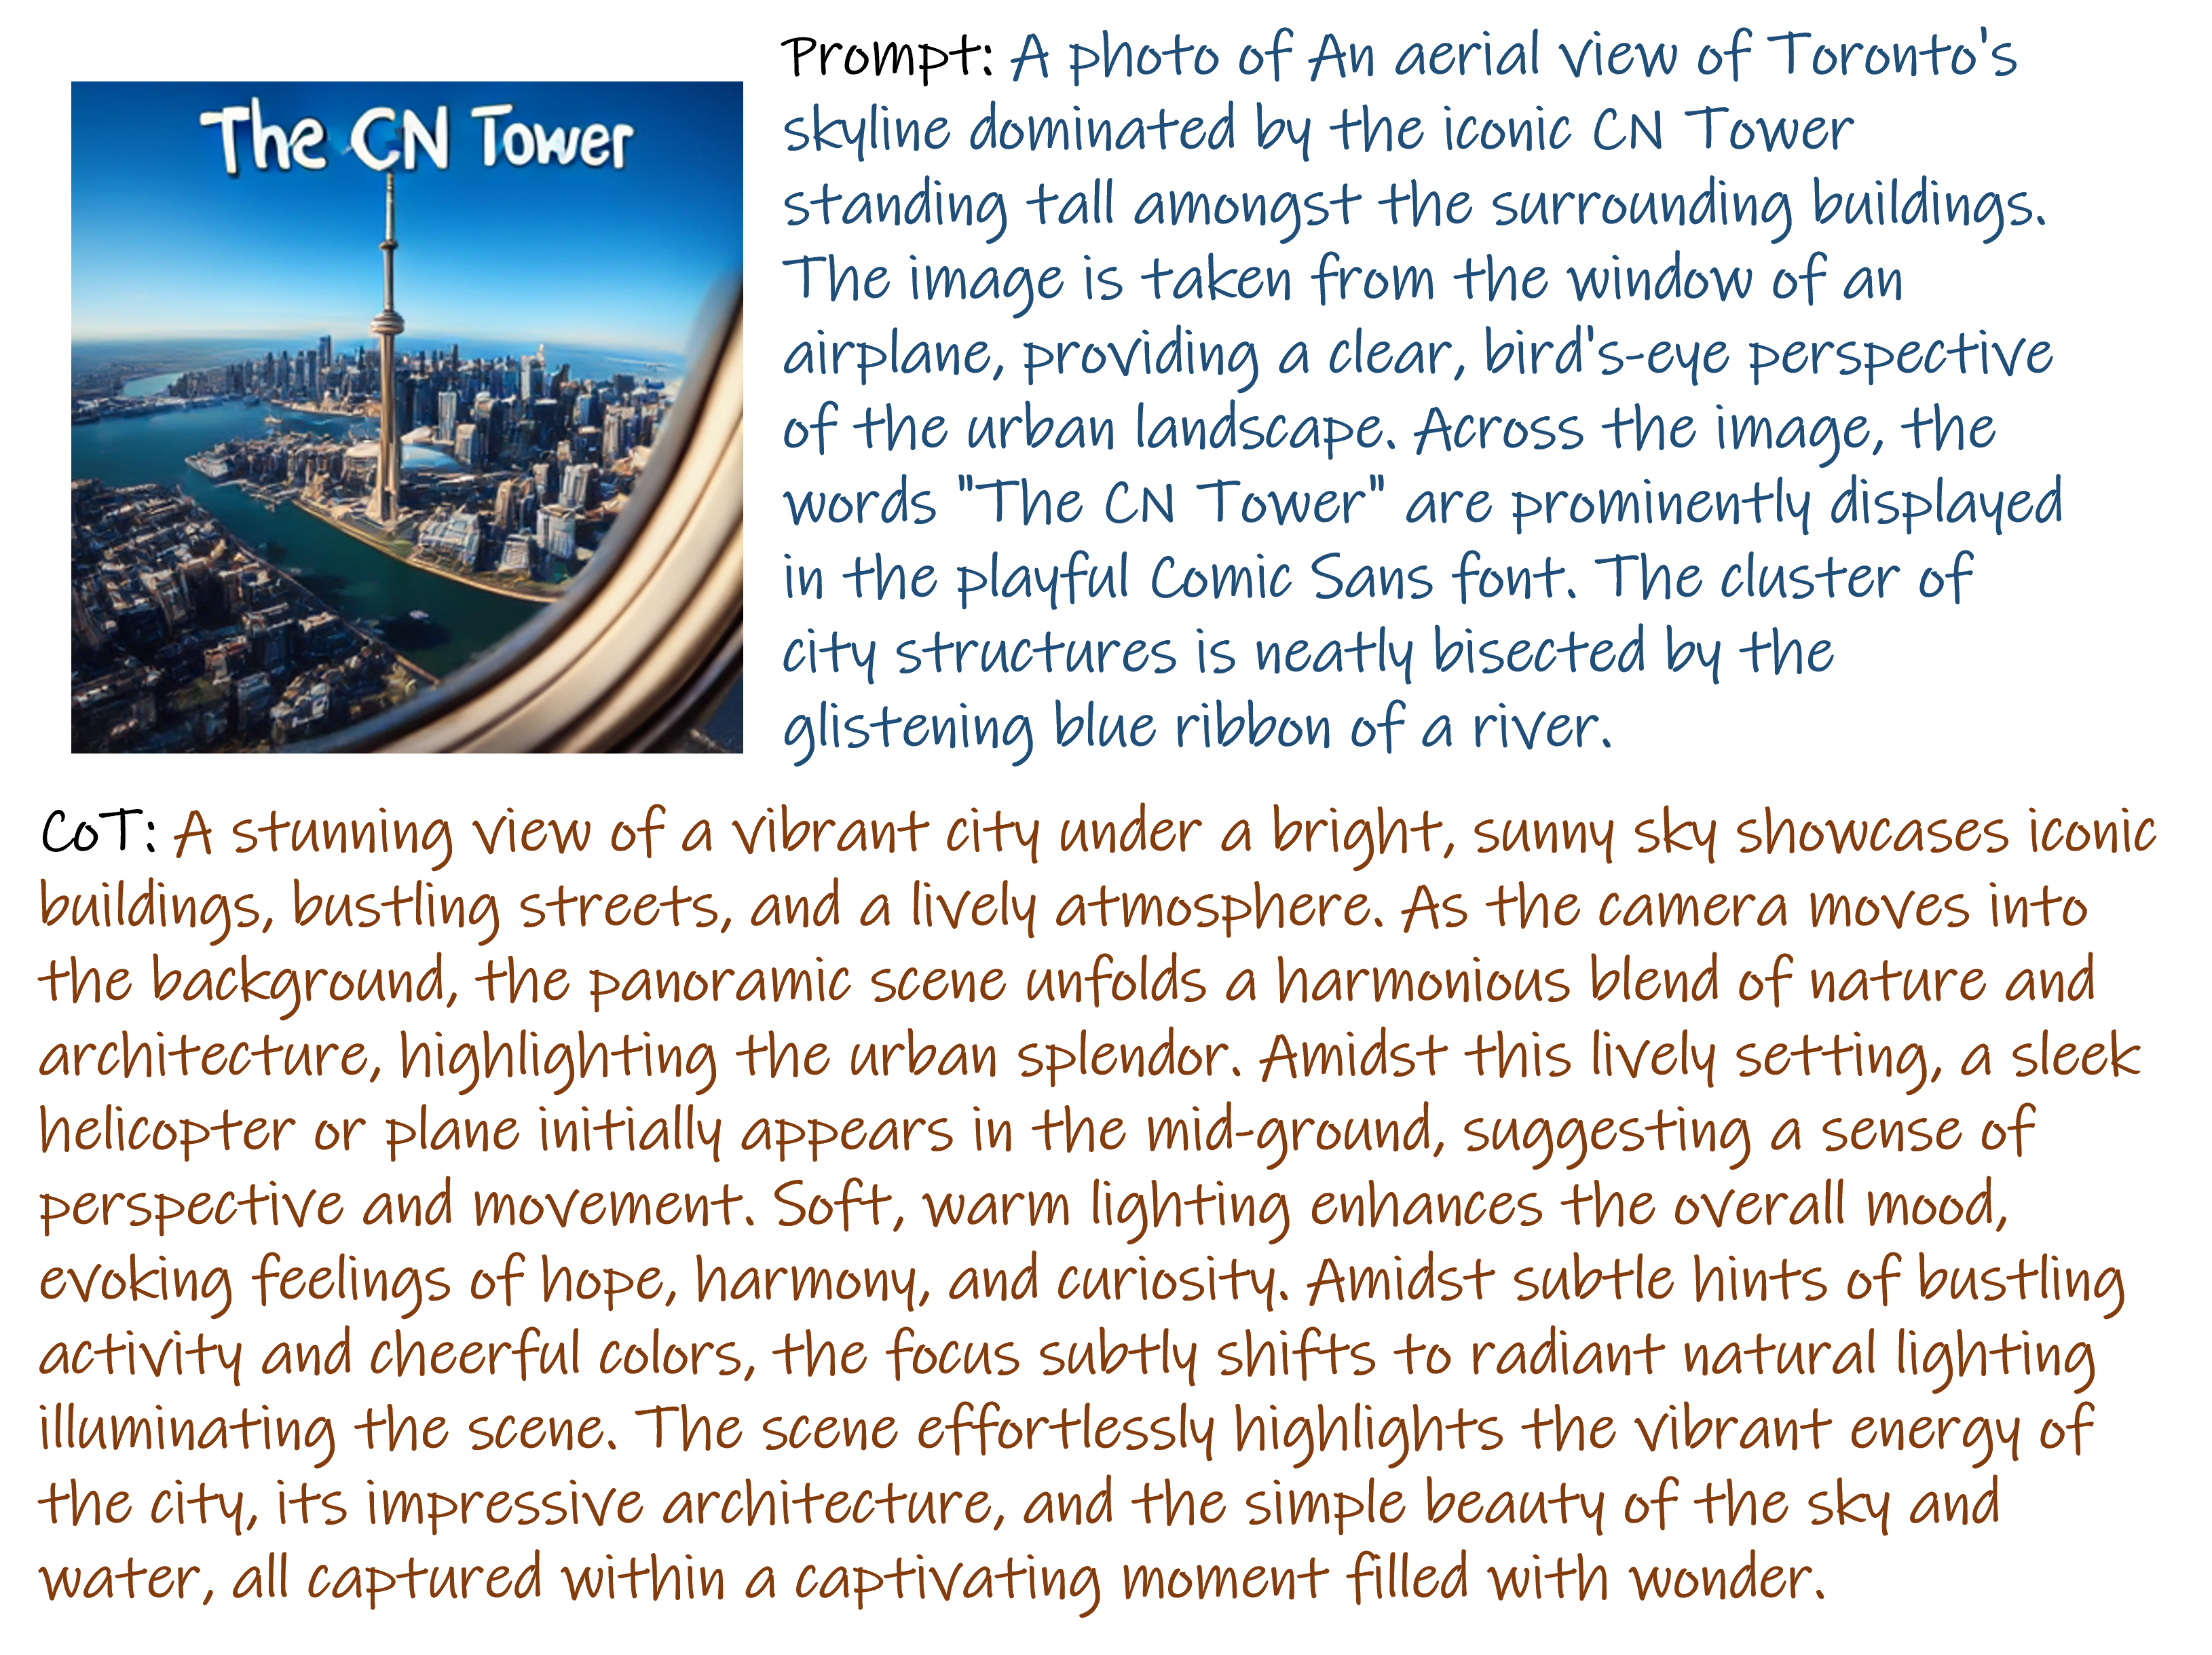 The CN Tower
Prompt: A photo of An aerial view of Toronto's
skyline dominated by the iconic CN Tower
standing tall amongst the surrounding buildings.
The image is taken from the window of an
airplane, providing a clear, bird's-eye perspective
of the urban landscape. Across the image, the
words "The CN Tower" are prominently displayed
in the playful Comic Sans font. The cluster of
city structures is neatly bisected by the
glistening blue ribbon of a river.
CoT: A stunning view of a vibrant city under a bright, sunny sky showcases iconic
buildings, bustling streets, and a lively atmosphere. As the camera moves into
the background, the panoramic scene unfolds a harmonious blend of nature and
architecture, highlighting the urban splendor. Amidst this lively setting, a sleek
helicopter or plane initially appears in the mid-ground, suggesting a sense of
perspective and movement. Soft, warm lighting enhances the overall mood,
evoking feelings of hope, harmony, and curiosity. Amidst subtle hints of bustling
activity and cheerful colors, the focus subtly shifts to radiant natural lighting
illuminating the scene. The scene effortlessly highlights the vibrant energy of
the city, its impressive architecture, and the simple beauty of the sky and
water, all captured within a captivating moment filled with wonder.